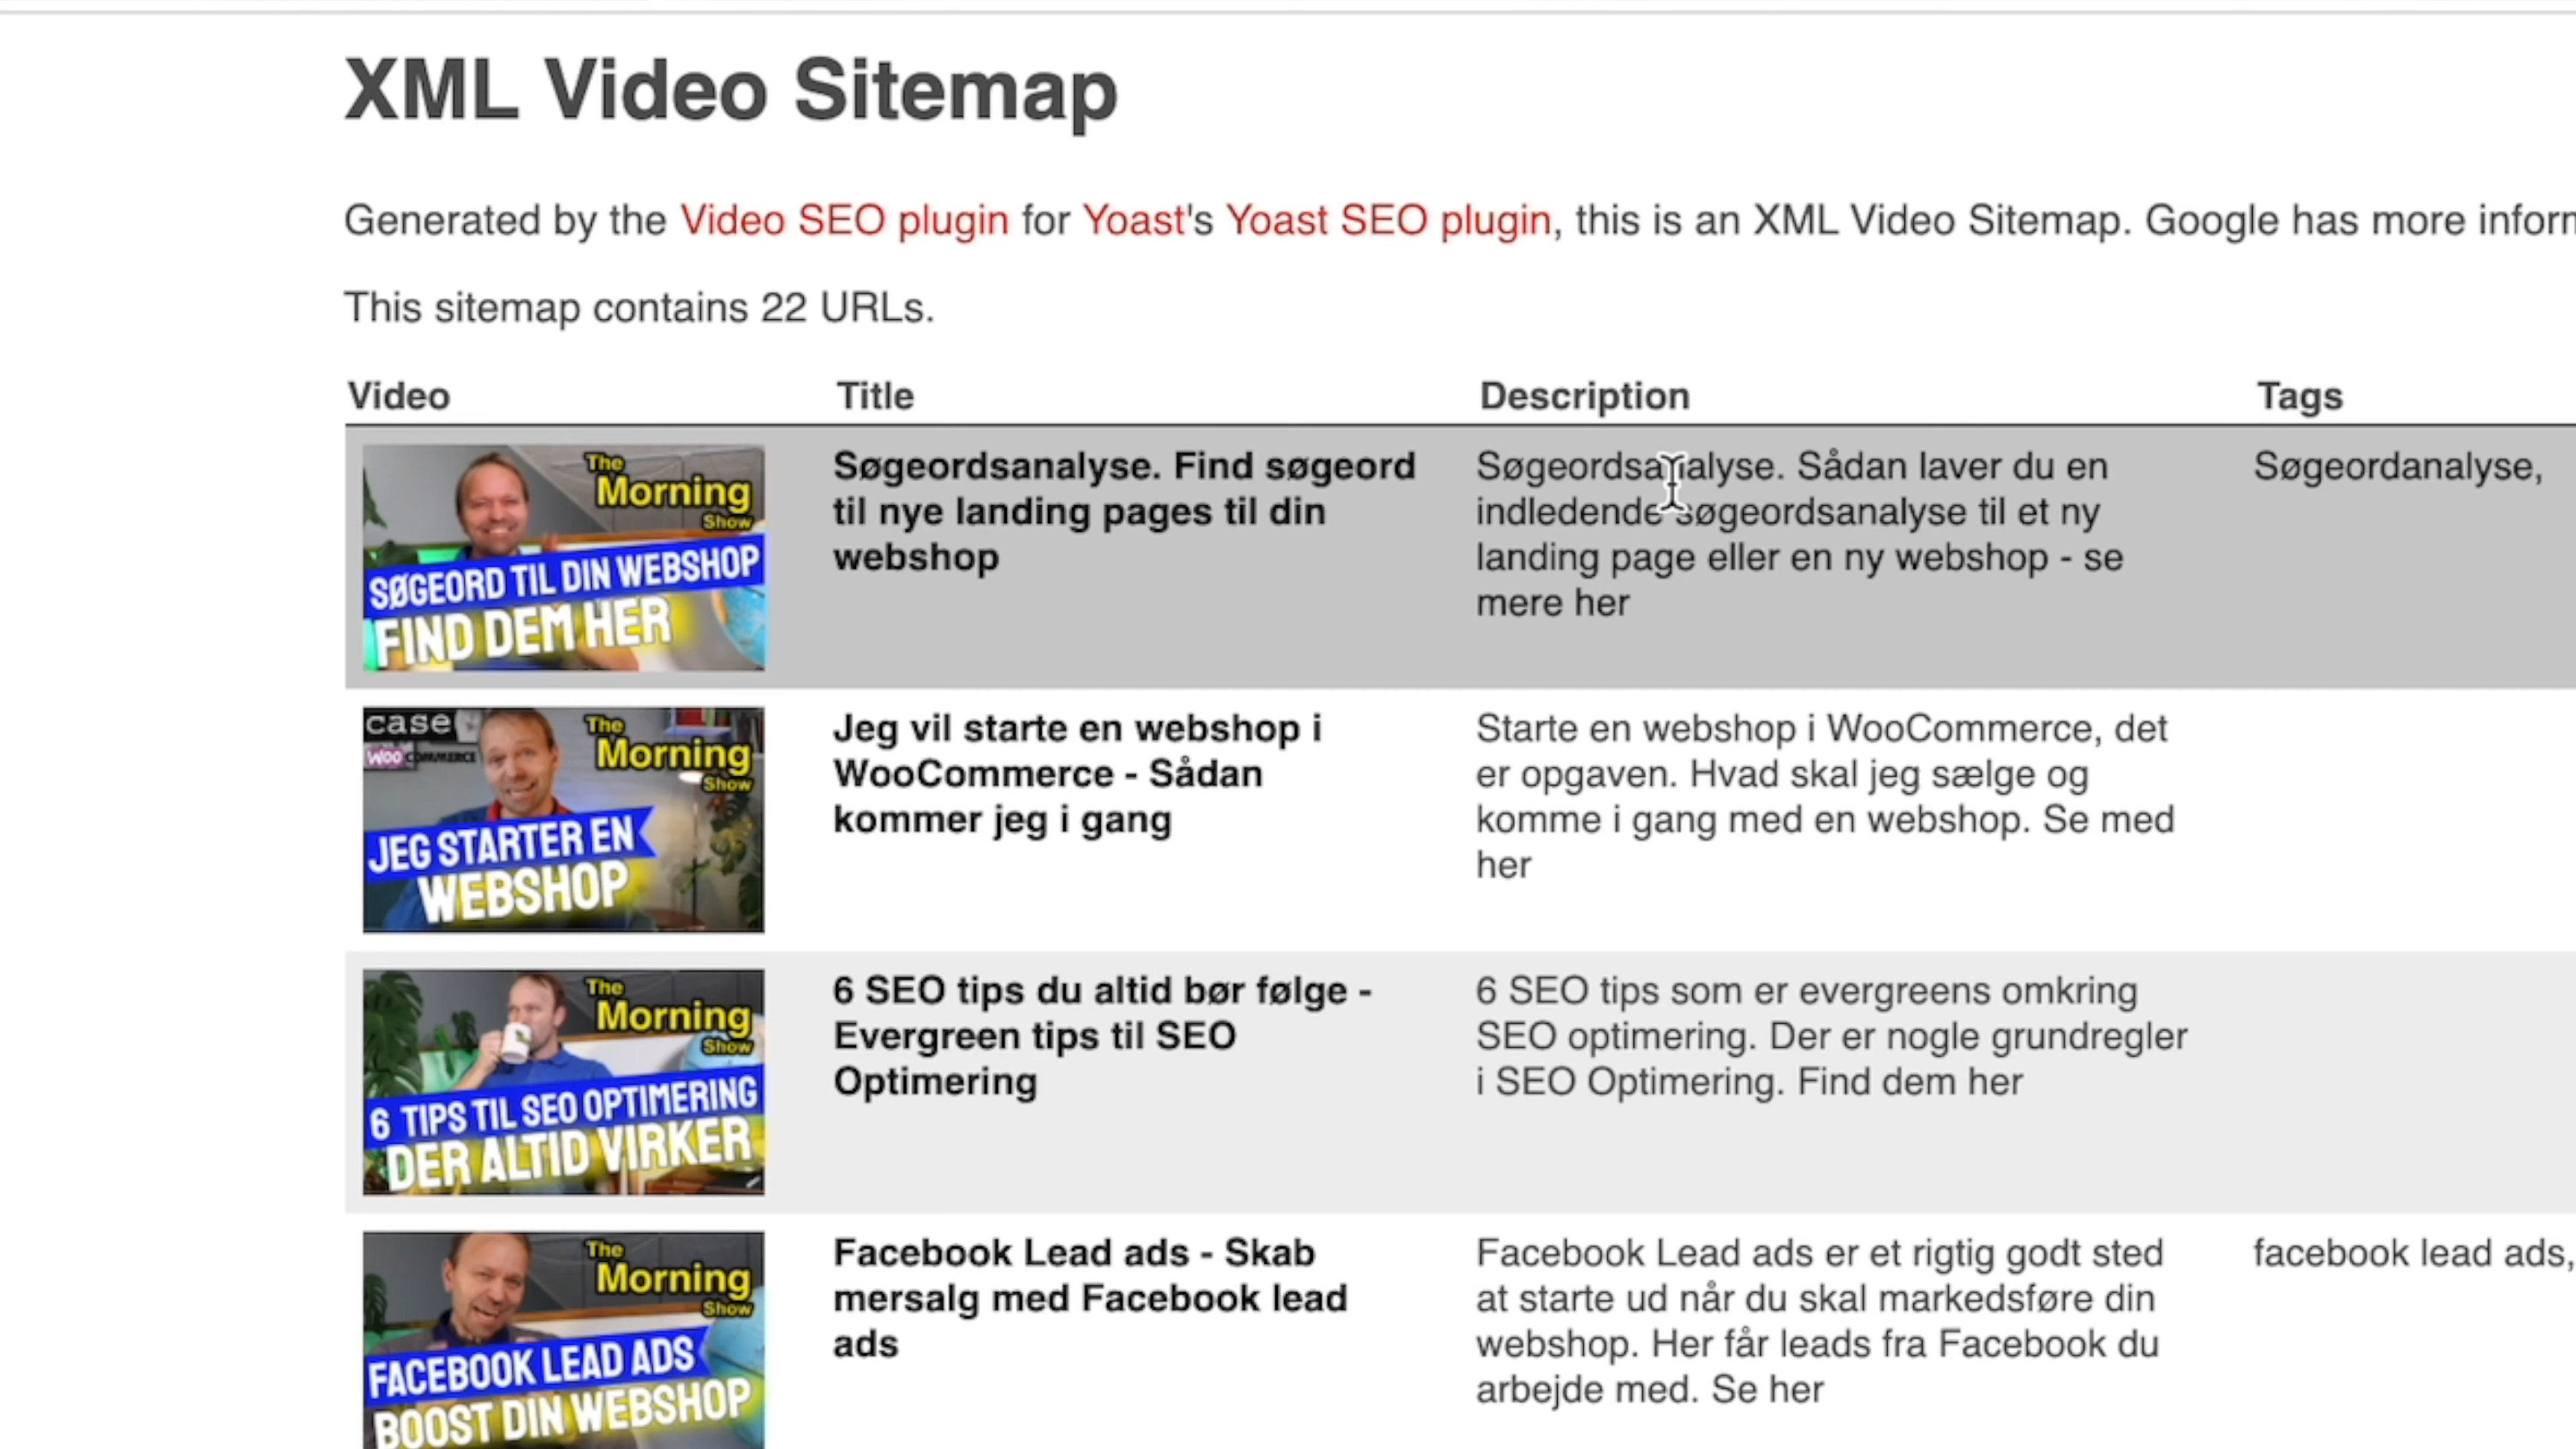 XML Video Sitemap
Generated by the Video SEO plugin for Yoast's Yoast SEO plugin, this is an XML Video Sitemap. Google has more
This sitemap contains 22 URLs.
Video Title Description Tags
The
Morning
Show
SØGEORD TIL DIN WEBSHOP
FIND DEM HER
Søgeordsanalyse. Find søgeord
til nye landing pages til din
webshop
Søgeordsanalyse. Sådan laver du en
indledende søgeordsanalyse til et ny
landing page eller en ny webshop - se
mere her
Søgeordanalyse,
case
WOO COMMERCE
The
Morning
Show
JEG STARTER EN
WEBSHOP
Jeg vil starte en webshop i
WooCommerce - Sådan
kommer jeg i gang
Starte en webshop i WooCommerce, det
er opgaven. Hvad skal jeg sælge og
komme i gang med en webshop. Se med
her
The
Morning
Show
6 TIPS TIL SEO OPTIMERING
DER ALTID VIRKER
6 SEO tips du altid bør følge -
Evergreen tips til SEO
Optimering
6 SEO tips som er evergreens omkring
SEO optimering. Der er nogle grundregler
i SEO Optimering. Find dem her
The
Morning
Show
FACEBOOK LEAD ADS
BOOST DIN WEBSHOP
Facebook Lead ads - Skab
mersalg med Facebook lead
ads
Facebook Lead ads er et rigtig godt sted
at starte ud når du skal markedsføre din
webshop. Her får leads fra Facebook du
arbejde med. Se her
facebook lead ads,